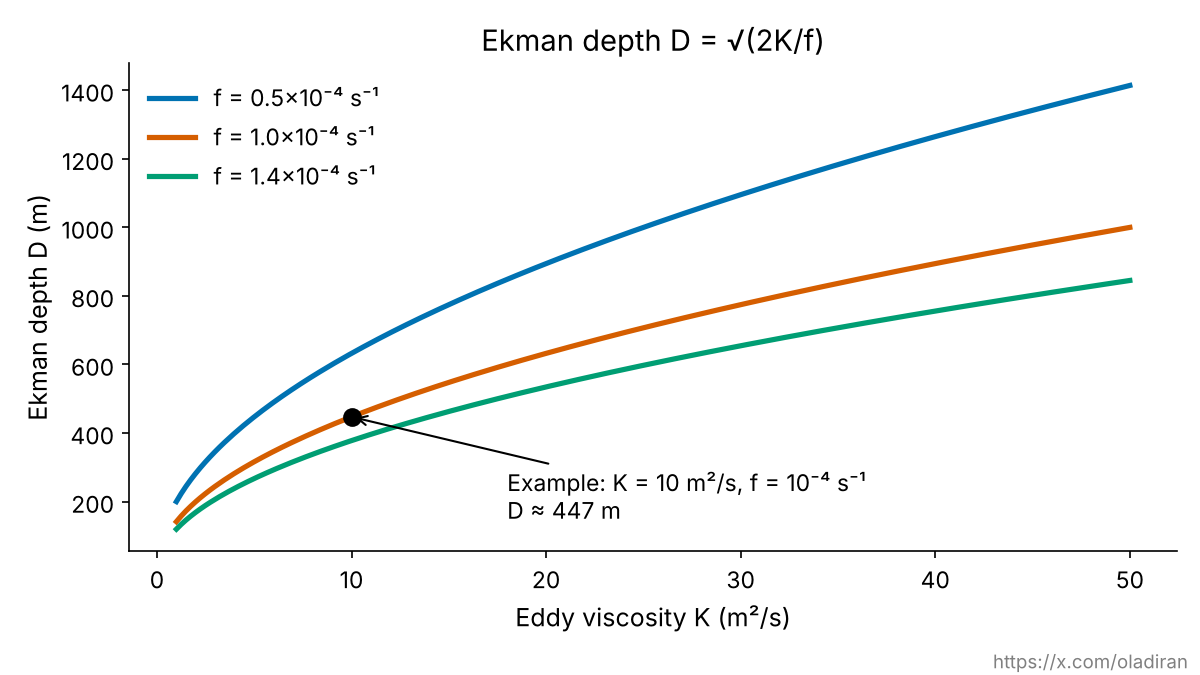 Ekman depth D = √(2K/f)
f = 0.5×10⁻⁴ s⁻¹
f = 1.0×10⁻⁴ s⁻¹
f = 1.4×10⁻⁴ s⁻¹
Ekman depth D (m)
1400
1200
1000
800
600
400
200
Example: K = 10 m²/s, f = 10⁻⁴ s⁻¹
D ≈ 447 m
0 10 20 30 40 50
Eddy viscosity K (m²/s)
https://x.com/oladiran